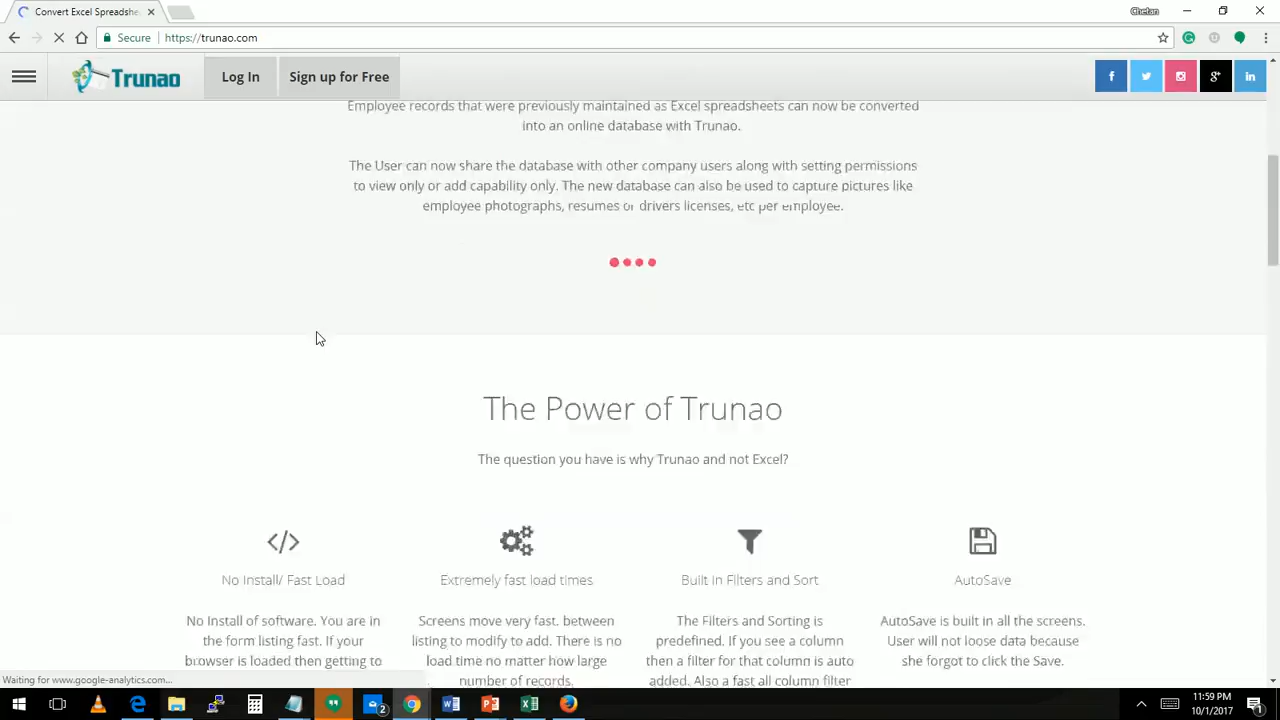 Convert Excel Spreadshe
Chetan
Secure
https://trunao.com
Trunao
Log In
Sign up for Free
Employee records that were previously maintained as Excel spreadsheets can now be converted
into an online database with Trunao.
The User can now share the database with other company users along with setting permissions
to view only or add capability only. The new database can also be used to capture pictures like
employee photographs, resumes or drivers licenses, etc per employee.
The Power of Trunao
The question you have is why Trunao and not Excel?
No Install/ Fast Load
No Install of software. You are in
the form listing fast. If your
browser is loaded then getting to
Extremely fast load times
Screens move very fast. between
listing to modify to add. There is no
load time no matter how large
number of records.
Built in Filters and Sort
The Filters and Sorting is
predefined. If you see a column
then a filter for that column is auto
added. Also a fast all column filter
AutoSave
AutoSave is built in all the screens.
User will not loose data because
she forgot to click the Save.
Waiting for www.google-analytics.com...
2
11:59 PM
10/1/2017
1